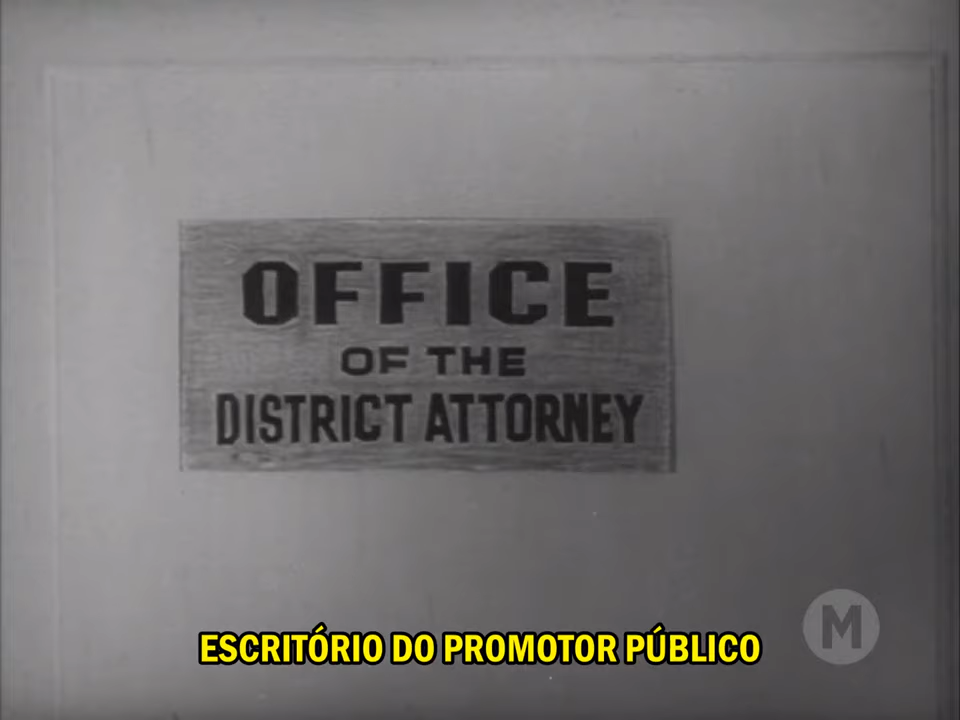 OFFICE
OF THE
DISTRICT ATTORNEY
M
ESCRITÓRIO DO PROMOTOR PÚBLICO